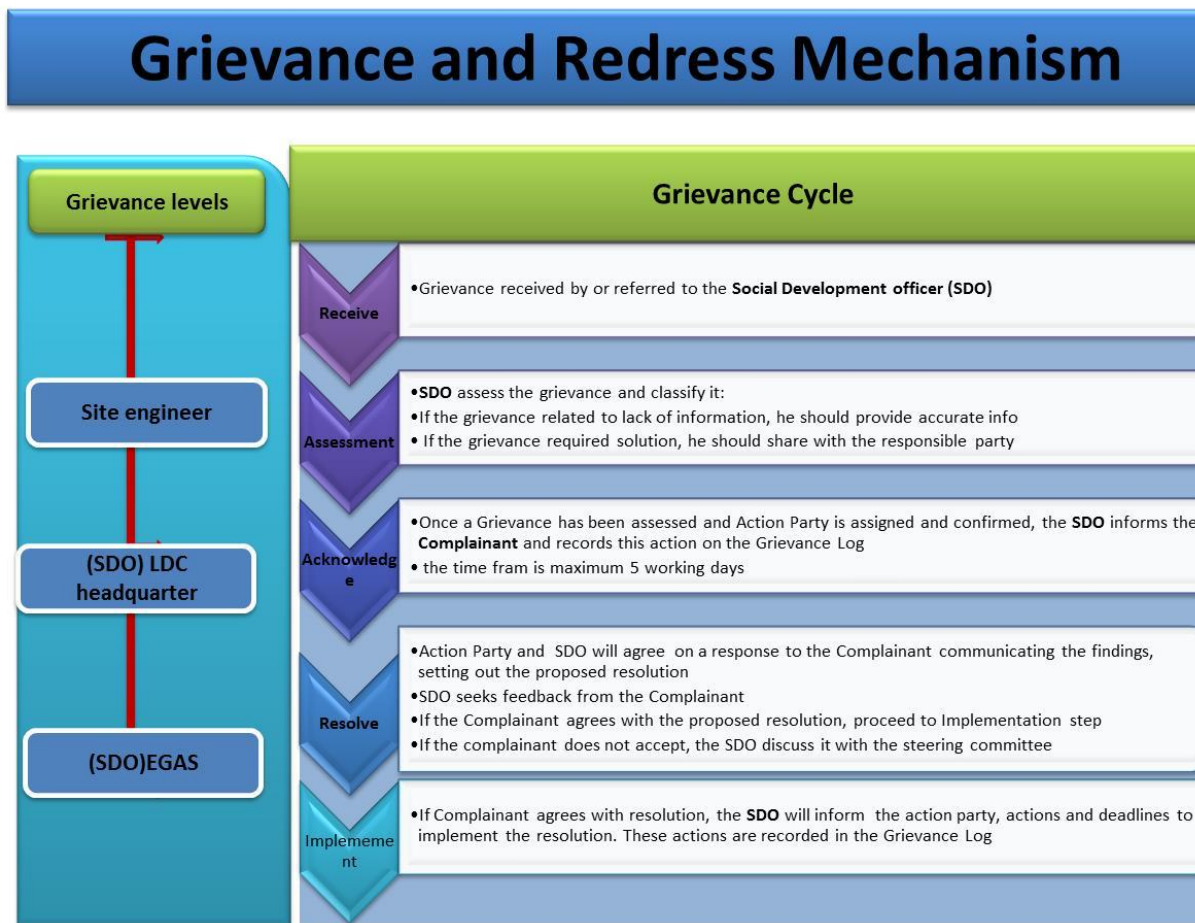 Grievance and Redress Mechanism
Grievance levels
Site engineer
(SDO) LDC
headquarter
(SDO)EGAS
Grievance Cycle
Receive
•Grievance received by or referred to the Social Development officer (SDO)
Assessment
•SDO assess the grievance and classify it:
•If the grievance related to lack of information, he should provide accurate info
• If the grievance required solution, he should share with the responsible party
Acknowledg
e
•Once a Grievance has been assessed and Action Party is assigned and confirmed, the SDO informs the
Complainant and records this action on the Grievance Log
• the time fram is maximum 5 working days
Resolve
•Action Party and SDO will agree on a response to the Complainant communicating the findings,
setting out the proposed resolution
•SDO seeks feedback from the Complainant
•If the Complainant agrees with the proposed resolution, proceed to Implementation step
•If the complainant does not accept, the SDO discuss it with the steering committee
Implememe
nt
•If Complainant agrees with resolution, the SDO will inform the action party, actions and deadlines to
implement the resolution. These actions are recorded in the Grievance Log